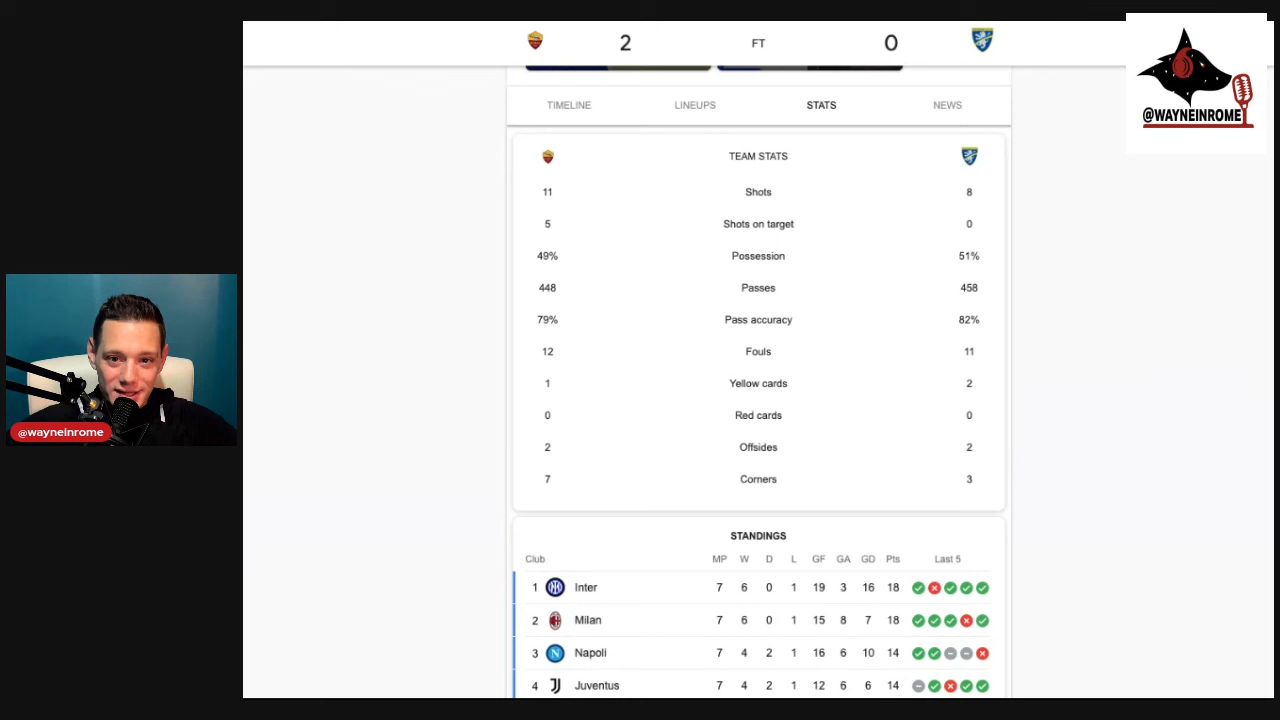 2 FT 0
@WAYNEINROME
TIMELINE LINEUPS STATS NEWS
TEAM STATS
11 Shots 8
5 Shots on target 0
49% Possession 51%
448 Passes 458
79% Pass accuracy 82%
12 Fouls 11
1 Yellow cards 2
0 Red cards 0
2 Offsides 2
7 Corners 3
@wayneinrome
STANDINGS
Club MP W D L GF GA GD Pts Last 5
1 Inter 7 6 0 1 19 3 16 18
2 Milan 7 6 0 1 15 8 7 18
3 N Napoli 7 4 2 1 16 6 10 14
4 Juventus 7 4 2 1 12 6 6 14